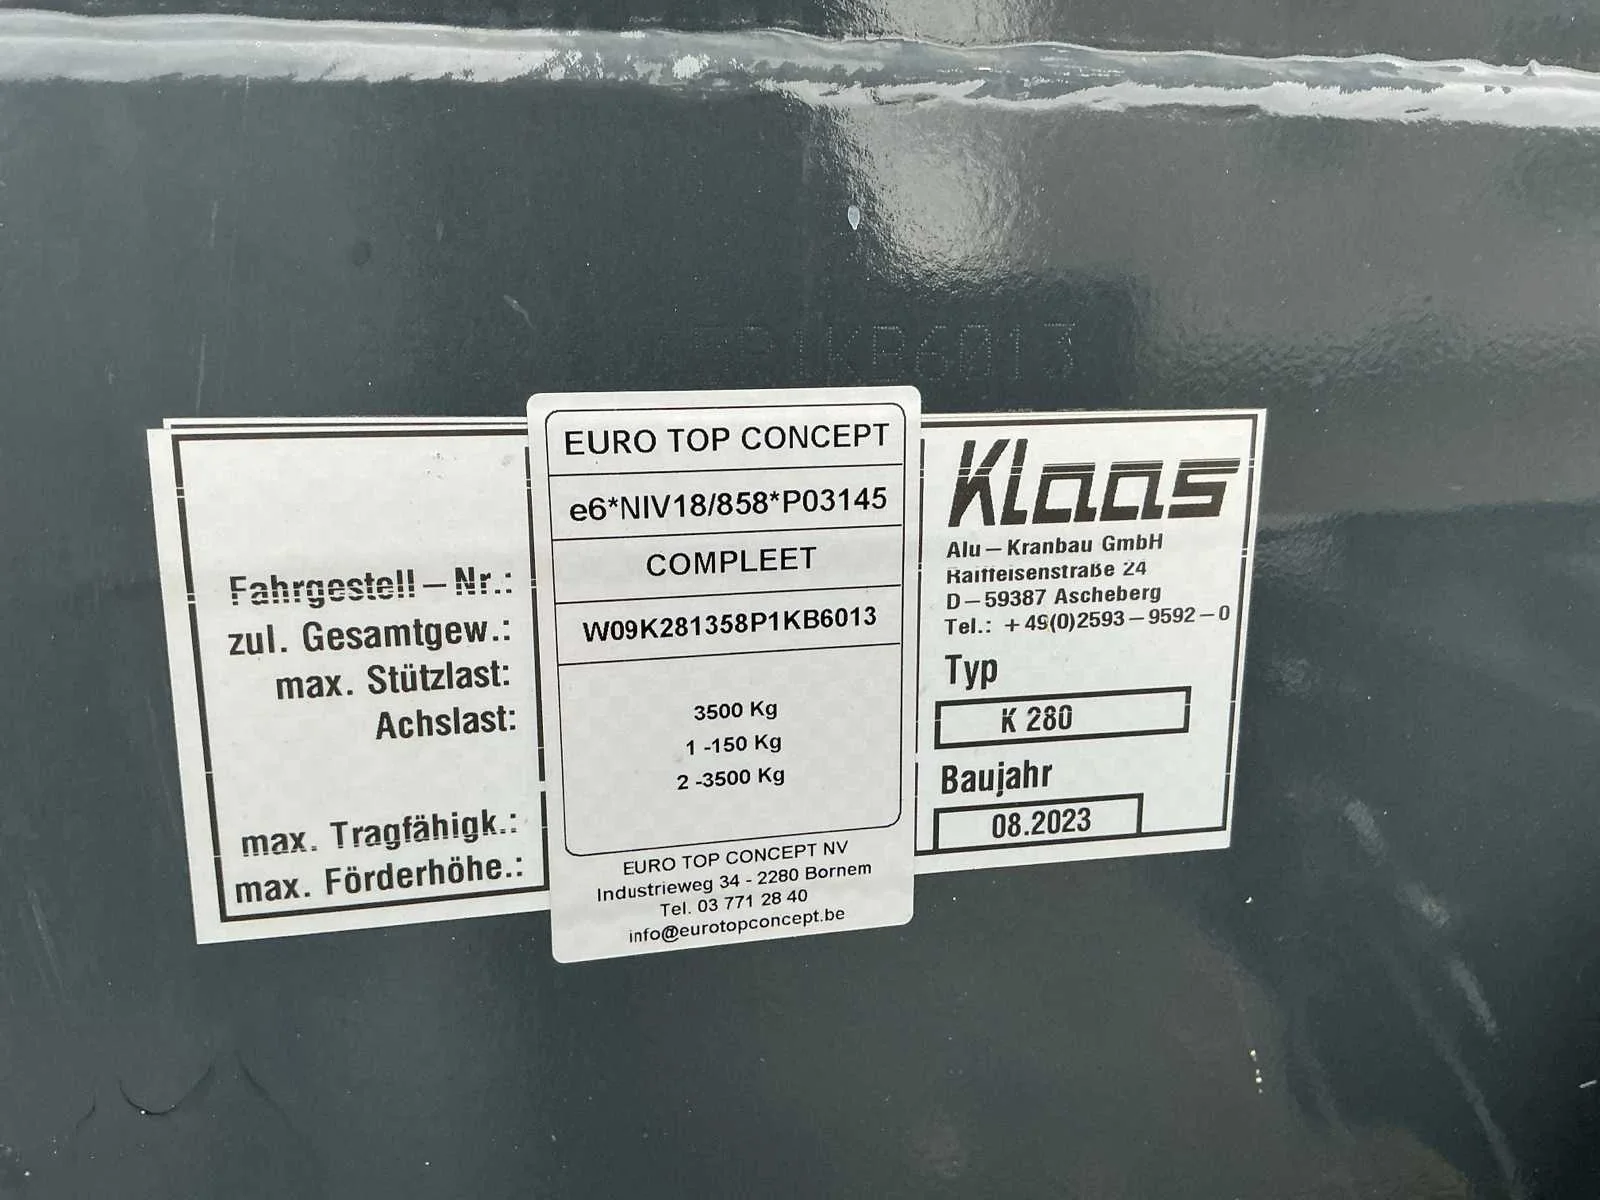 EURO TOP CONCEPT
e6*NIV18/858*P03145
COMPLEET
W09K281358P1KB6013
3500 Kg
1 -150 Kg
2 -3500 Kg
EURO TOP CONCEPT NV
Industrieweg 34 - 2280 Bornem
Tel. 03 771 28 40
info@eurotopconcept.be
Fahrgestell – Nr.:
zul. Gesamtgew.:
max. Stützlast:
Achslast:
max. Tragfähigk.:
max. Förderhöhe.:
Klaas
Alu – Kranbau GmbH
Raiffeisenstraße 24
D – 59387 Ascheberg
Tel.: +49(0)2593 – 9592 – 0
Typ
K 280
Baujahr
08.2023